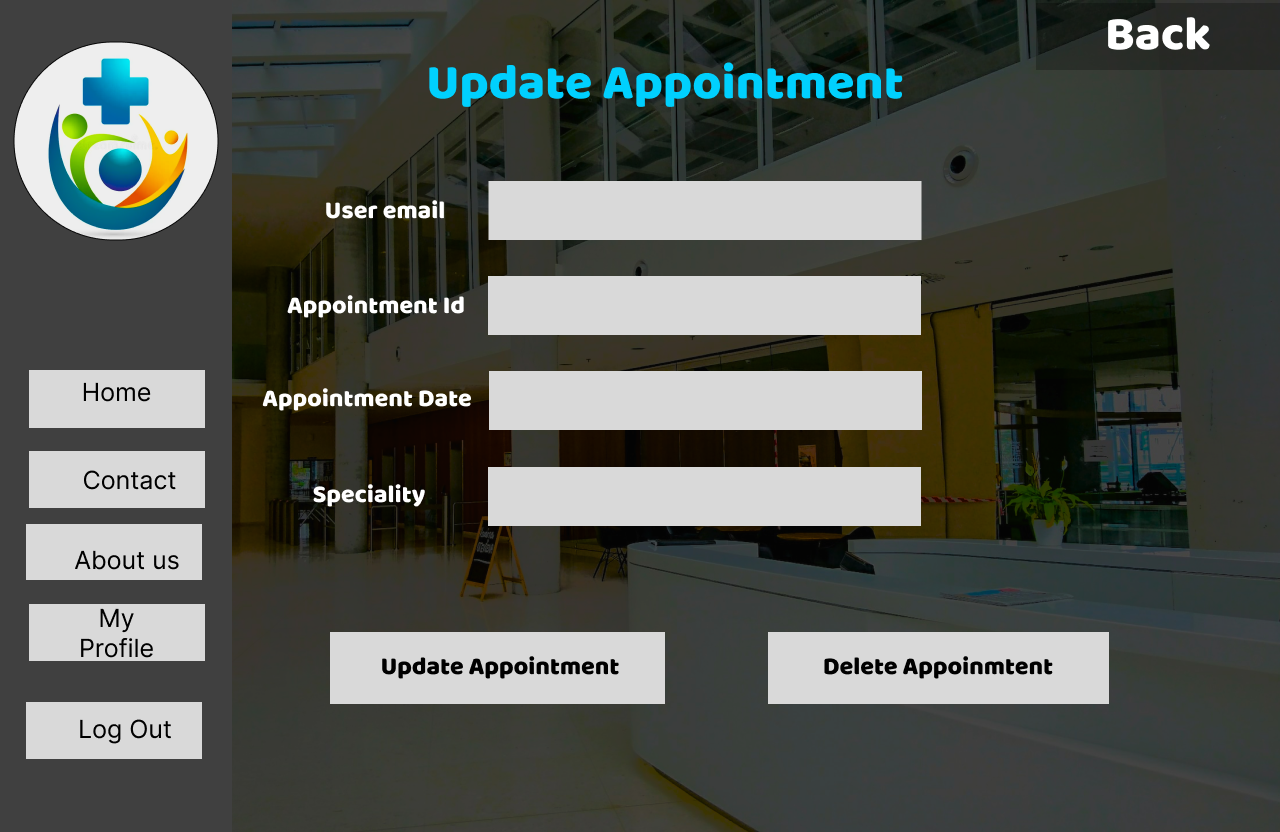 Back
Update Appointment
User email
Appointment Id
Appointment Date
Speciality
Home
Contact
About us
My
Profile
Log Out
Update Appointment
Delete Appoinmtent